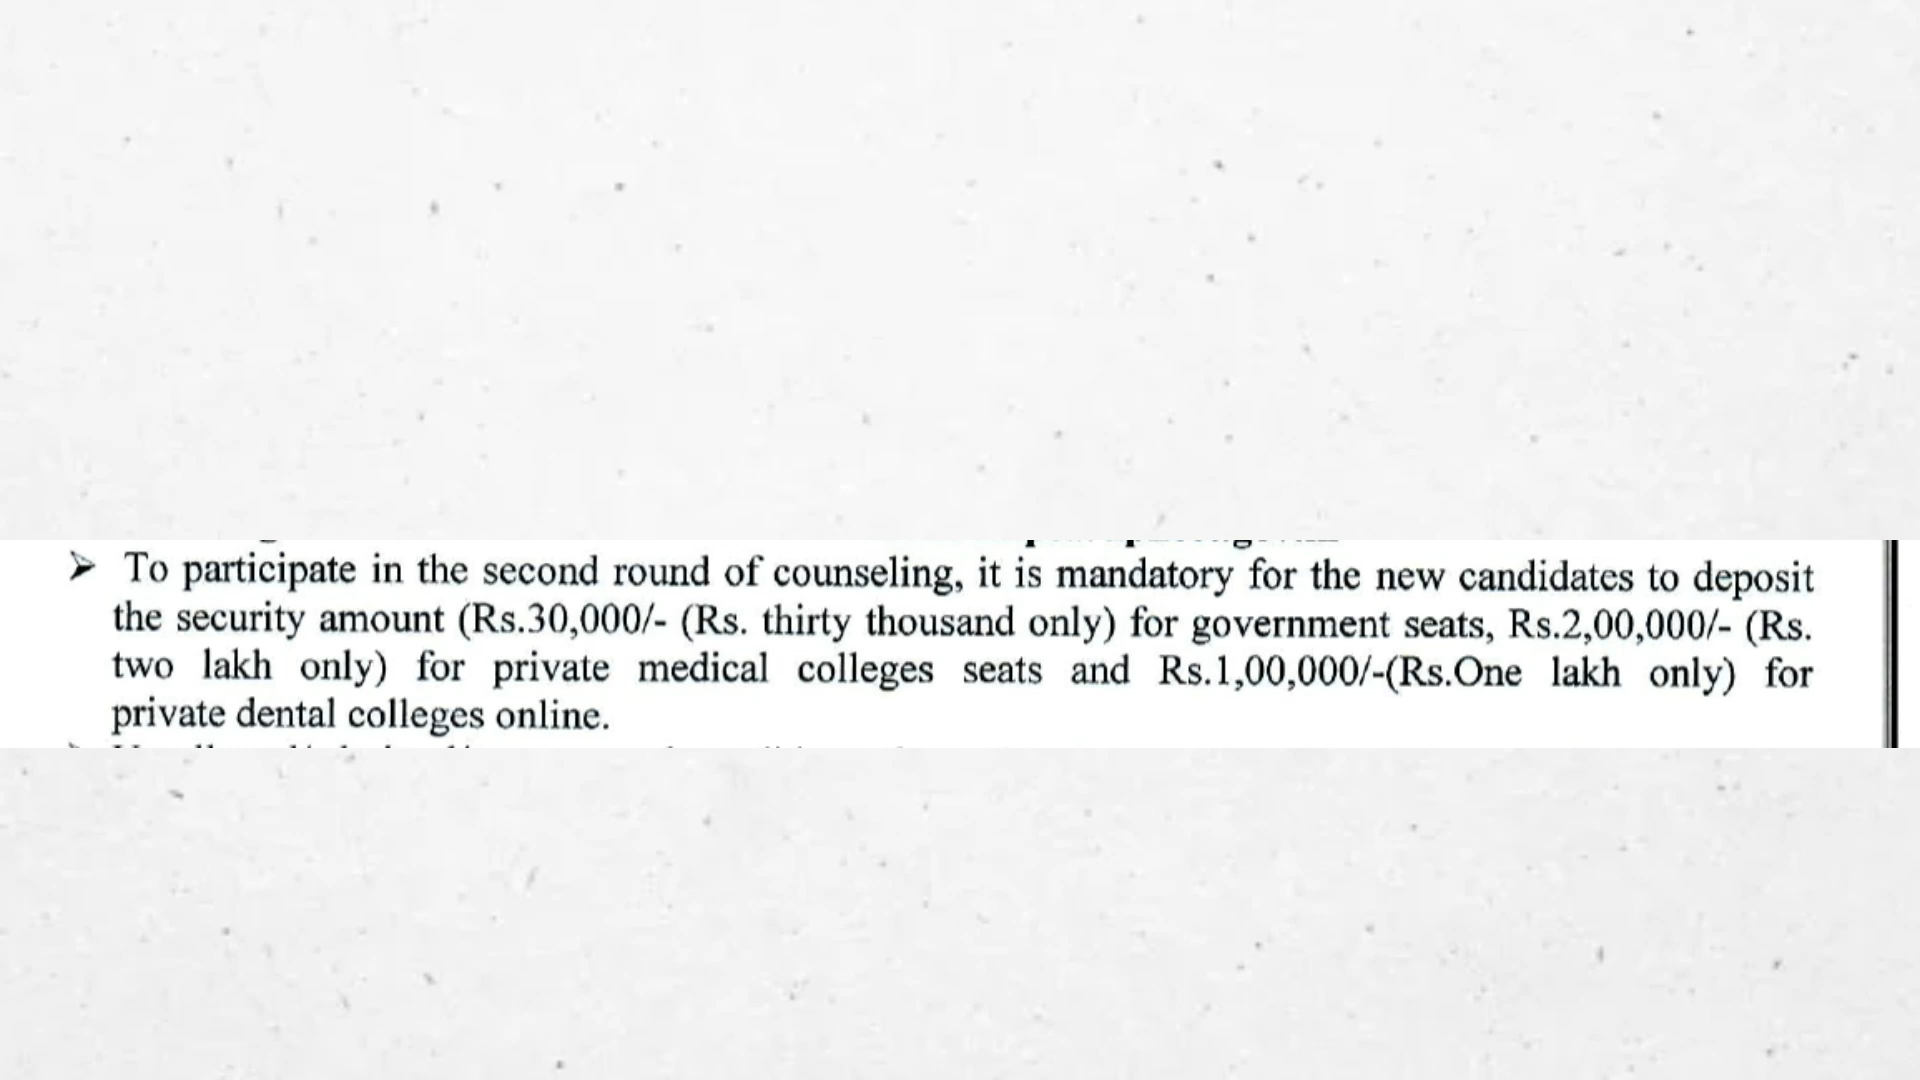 ➢ To participate in the second round of counseling, it is mandatory for the new candidates to deposit
the security amount (Rs.30,000/- (Rs. thirty thousand only) for government seats, Rs.2,00,000/- (Rs.
two lakh only) for private medical colleges seats and Rs.1,00,000/-(Rs.One lakh only) for
private dental colleges online.